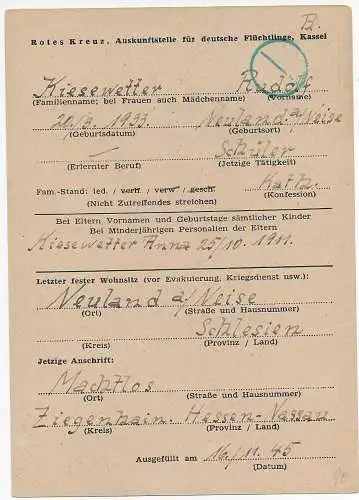 B.
Rotes Kreuz, Auskunftstelle für deutsche Flüchtlinge, Kassel
Kiesewetter Rudolf
(Familienname; bei Frauen auch Mädchenname) (Vorname)
20/3. 1933 Neuland a/Neise
(Geburtsdatum) (Geburtsort)
— Schüler
(Erlernter Beruf) (Jetzige Tätigkeit)
Fam.-Stand: led. / verh. / verw / gesch. Kath.
(Nicht Zutreffendes streichen) (Konfession)
Bei Eltern Vornamen und Geburtstage sämtlicher Kinder
Bei Minderjährigen Personalien der Eltern
Kiesewetter Anna 25/10. 1911.
Letzter fester Wohnsitz (vor Evakuierung, Kriegsdienst usw.):
Neuland a/Neise
(Ort) (Straße und Hausnummer)
Schlesien
(Kreis) (Provinz / Land)
Jetzige Anschrift:
Machtlos
(Ort) (Straße und Hausnummer)
Ziegenhain. Hessen-Nassau
(Kreis) (Provinz / Land)
Ausgefüllt am 16/11. 45
(Datum)